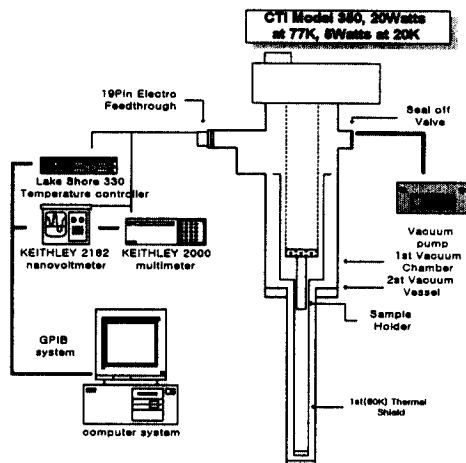 CTI Model 350, 20Watts
at 77K, 5Watts at 20K
19Pin Electro
Feedthrough
Seal off
Valve
Lake Shore 330
Temperature controller
KEITHLEY 2182
nanovoltmeter
KEITHLEY 2000
multimeter
Vacuum
pump
1st Vacuum
Chamber
2st Vacuum
Vessel
Sample
Holder
GPIB
system
1st(60K) Thermal
Shield
computer system